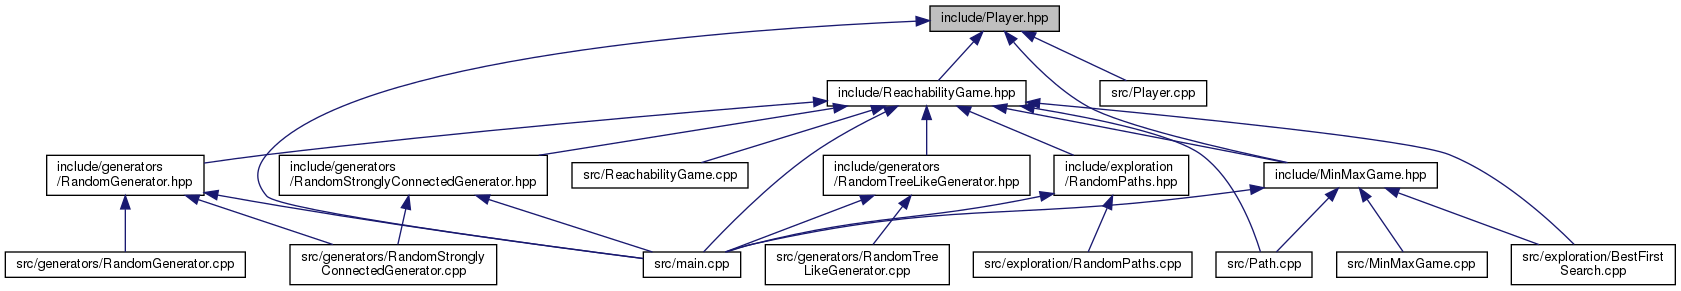 include/Player.hpp
include/ReachabilityGame.hpp
src/Player.cpp
include/generators
/RandomGenerator.hpp
include/generators
/RandomStronglyConnectedGenerator.hpp
src/ReachabilityGame.cpp
include/generators
/RandomTreeLikeGenerator.hpp
include/exploration
/RandomPaths.hpp
include/MinMaxGame.hpp
src/generators/RandomGenerator.cpp
src/generators/RandomStrongly
ConnectedGenerator.cpp
src/main.cpp
src/generators/RandomTree
LikeGenerator.cpp
src/exploration/RandomPaths.cpp
src/Path.cpp
src/MinMaxGame.cpp
src/exploration/BestFirst
Search.cpp